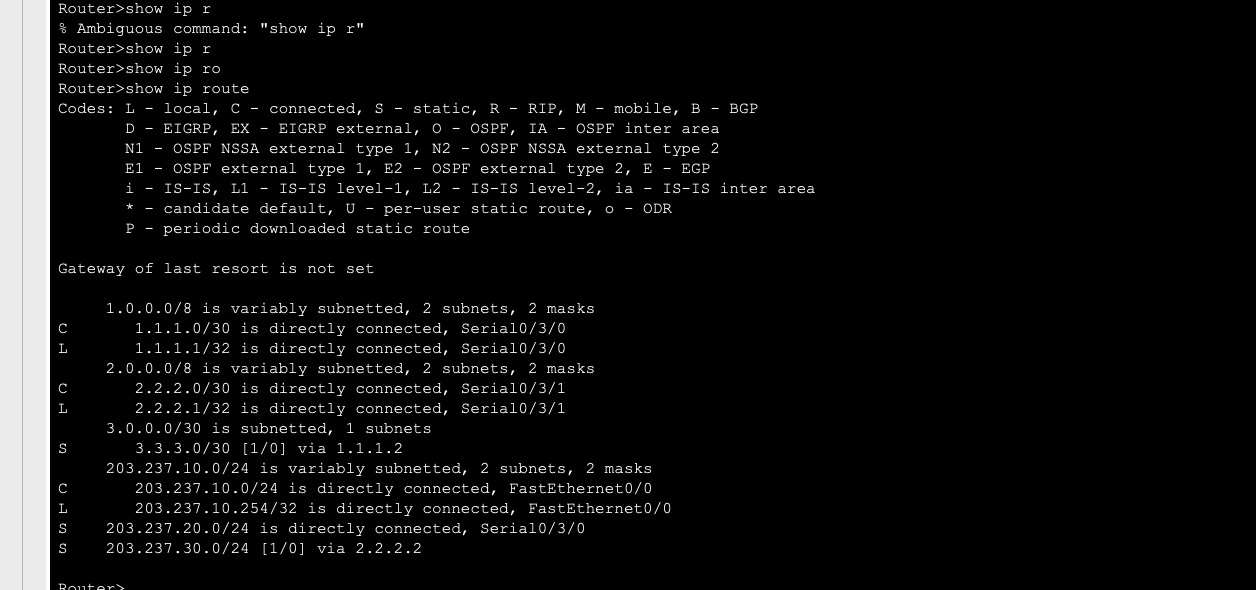 Router>show ip r
% Ambiguous command: "show ip r"
Router>show ip r
Router>show ip ro
Router>show ip route
Codes: L - local, C - connected, S - static, R - RIP, M - mobile, B - BGP
       D - EIGRP, EX - EIGRP external, O - OSPF, IA - OSPF inter area
       N1 - OSPF NSSA external type 1, N2 - OSPF NSSA external type 2
       E1 - OSPF external type 1, E2 - OSPF external type 2, E - EGP
       i - IS-IS, L1 - IS-IS level-1, L2 - IS-IS level-2, ia - IS-IS inter area
       * - candidate default, U - per-user static route, o - ODR
       P - periodic downloaded static route

Gateway of last resort is not set

     1.0.0.0/8 is variably subnetted, 2 subnets, 2 masks
C       1.1.1.0/30 is directly connected, Serial0/3/0
L       1.1.1.1/32 is directly connected, Serial0/3/0
     2.0.0.0/8 is variably subnetted, 2 subnets, 2 masks
C       2.2.2.0/30 is directly connected, Serial0/3/1
L       2.2.2.1/32 is directly connected, Serial0/3/1
     3.0.0.0/30 is subnetted, 1 subnets
S       3.3.3.0/30 [1/0] via 1.1.1.2
     203.237.10.0/24 is variably subnetted, 2 subnets, 2 masks
C       203.237.10.0/24 is directly connected, FastEthernet0/0
L       203.237.10.254/32 is directly connected, FastEthernet0/0
S    203.237.20.0/24 is directly connected, Serial0/3/0
S    203.237.30.0/24 [1/0] via 2.2.2.2

Router>